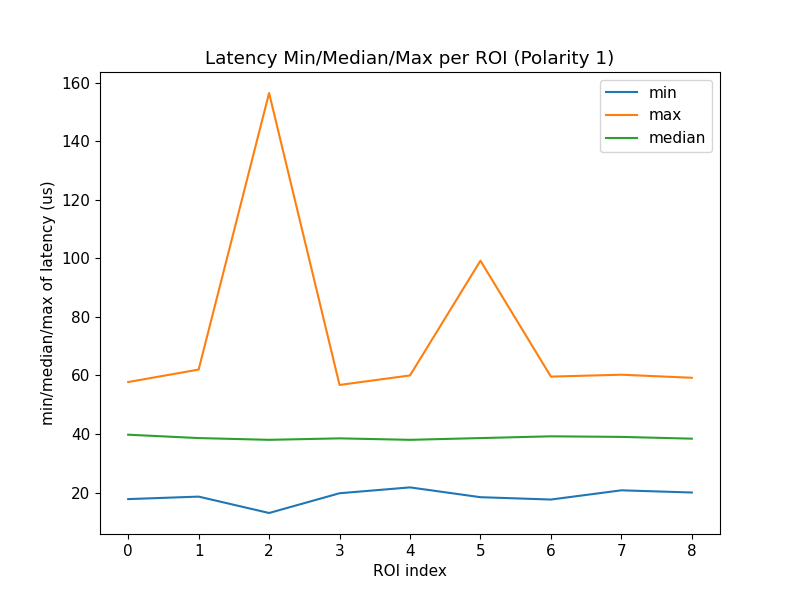 Latency Min/Median/Max per ROI (Polarity 1)
min
max
median
min/median/max of latency (us)
160
140
120
100
80
60
40
20
0 1 2 3 4 5 6 7 8
ROI index